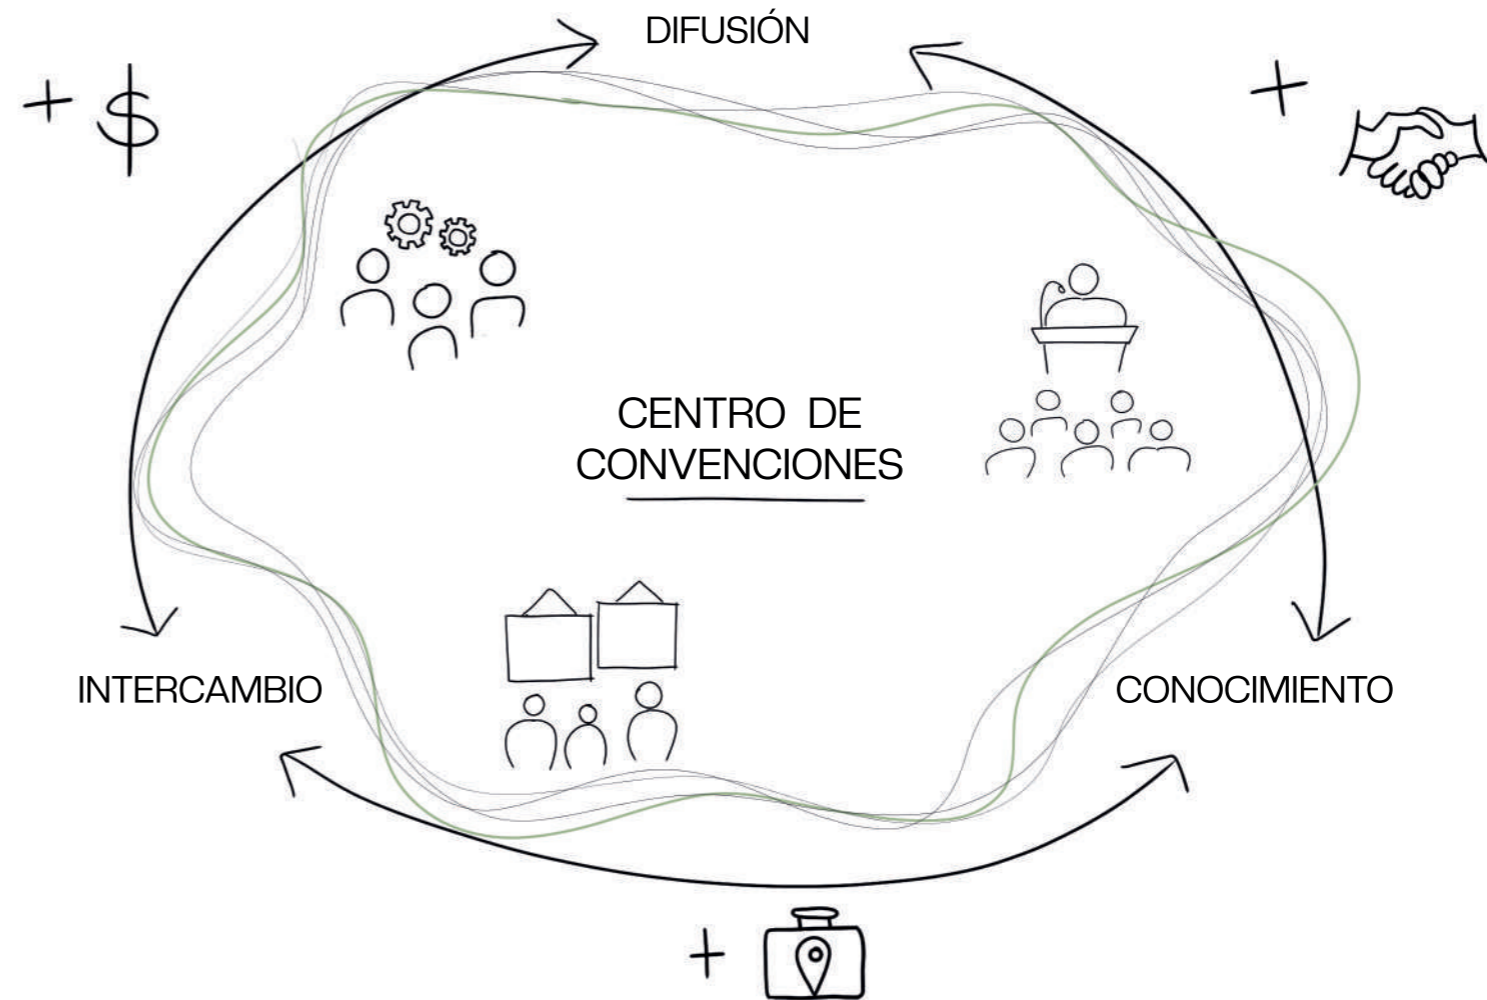 DIFUSIÓN
+ $
+
CENTRO DE
CONVENCIONES
INTERCAMBIO
CONOCIMIENTO
+